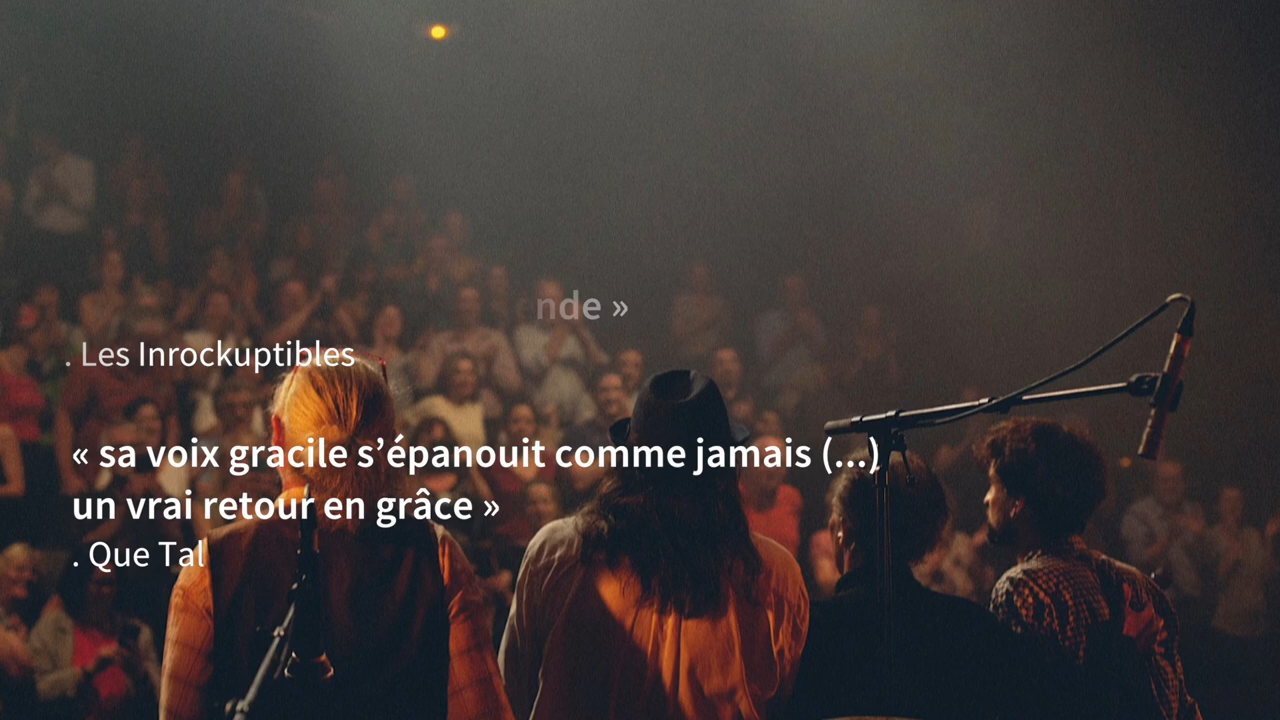 nde »
. Les Inrockuptibles
« sa voix gracile s’épanouit comme jamais (...)
un vrai retour en grâce »
. Que Tal